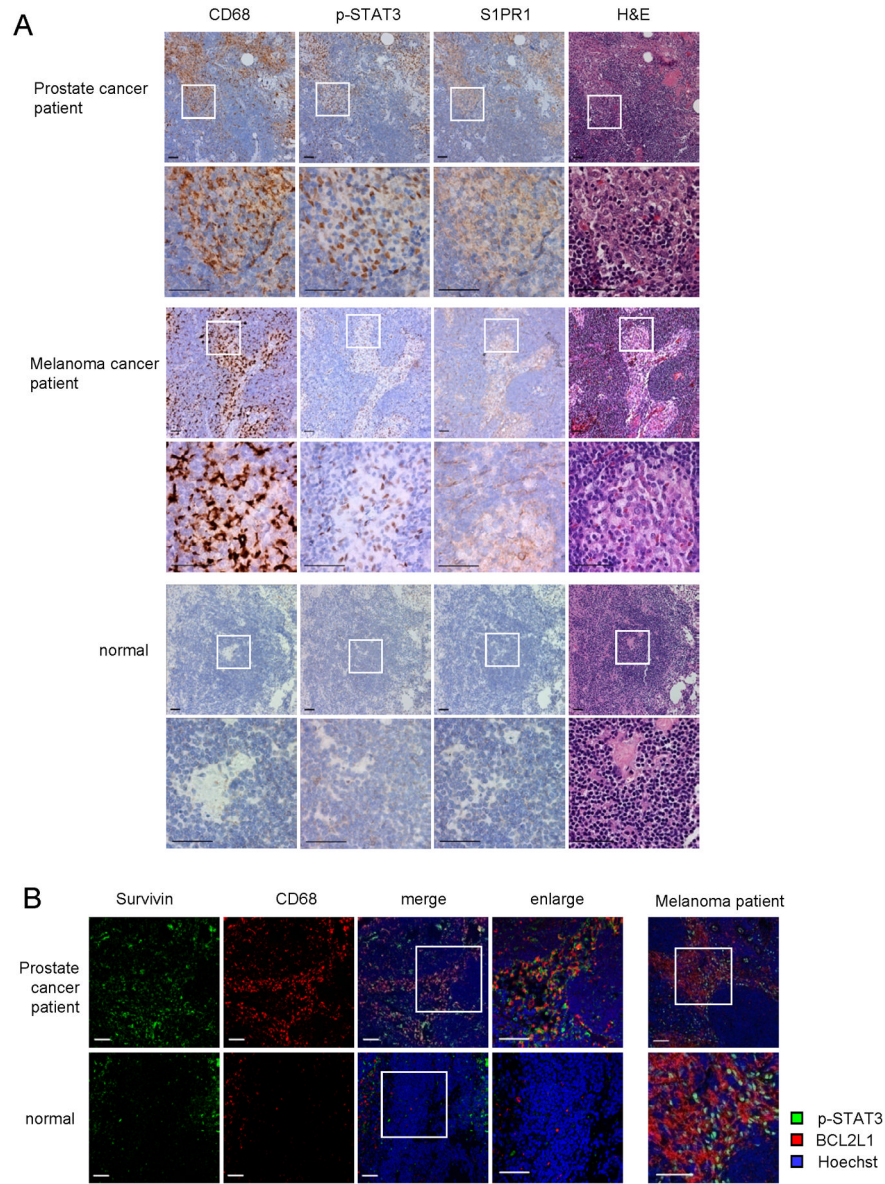 A
CD68
p-STAT3
S1PR1
H&E
Prostate cancer
patient
Melanoma cancer
patient
normal
B
Survivin
CD68
merge
enlarge
Melanoma patient
Prostate
cancer
patient
normal
p-STAT3
BCL2L1
Hoechst